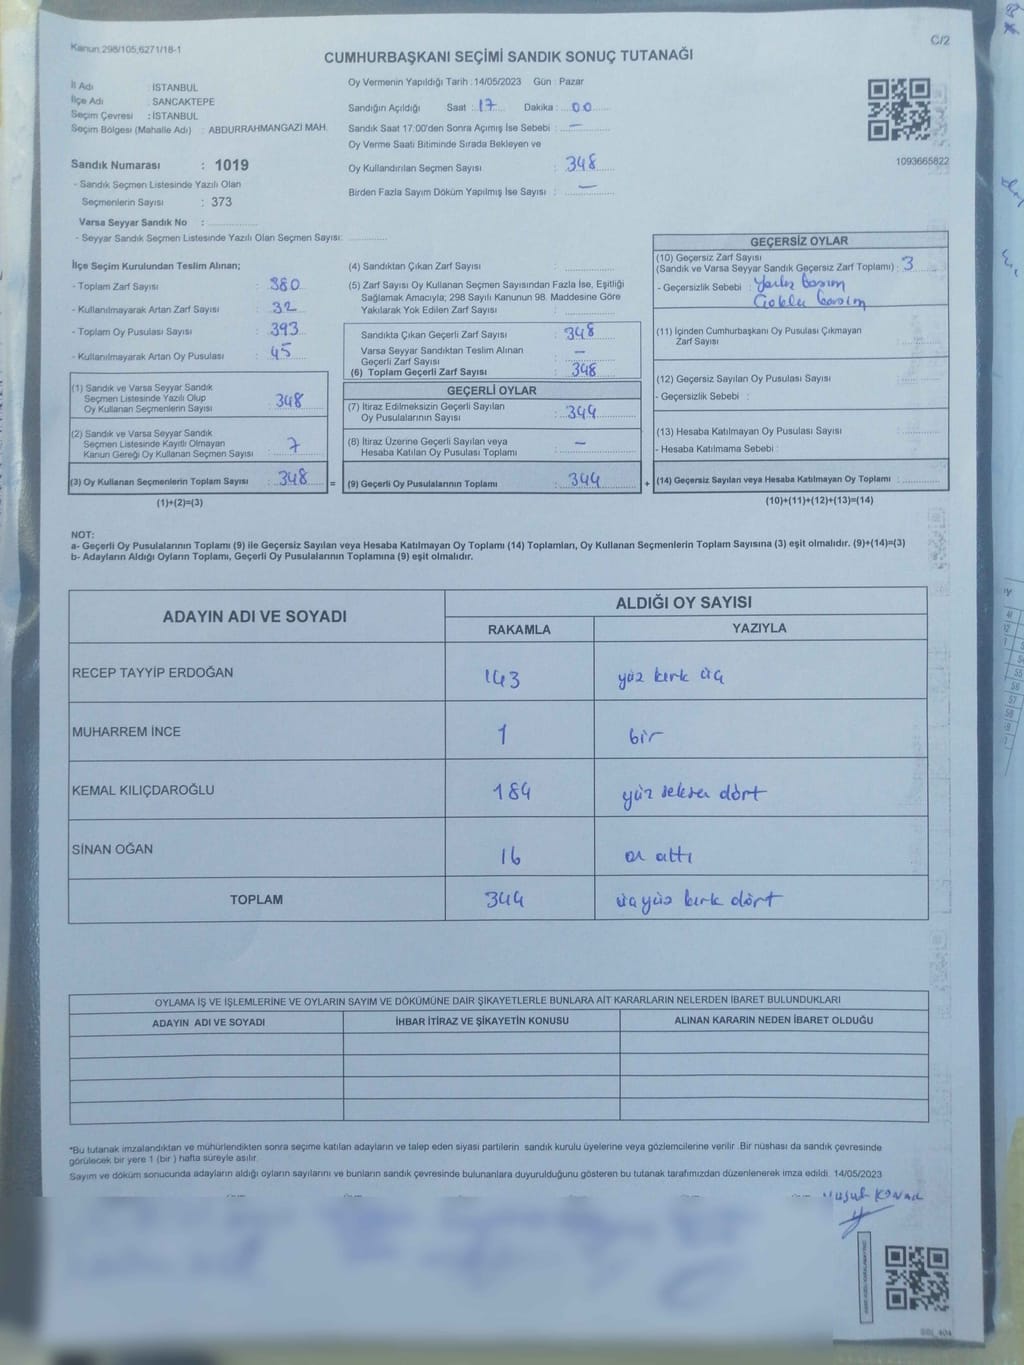 Kanun:298/105,6271/18-1
C/2
CUMHURBAŞKANI SEÇİMİ SANDIK SONUÇ TUTANAĞI
İl Adı : İSTANBUL
İlçe Adı : SANCAKTEPE
Seçim Çevresi : İSTANBUL
Seçim Bölgesi (Mahalle Adı) : ABDURRAHMANGAZİ MAH.
Sandık Numarası : 1019
- Sandık Seçmen Listesinde Yazılı Olan
Seçmenlerin Sayısı : 373
Varsa Seyyar Sandık No :
- Seyyar Sandık Seçmen Listesinde Yazılı Olan Seçmen Sayısı:
Oy Vermenin Yapıldığı Tarih : 14/05/2023 Gün : Pazar
Sandığın Açıldığı Saat : 17 Dakika : 00
Sandık Saat 17:00'den Sonra Açımış İse Sebebi : —
Oy Verme Saati Bitiminde Sırada Bekleyen ve
Oy Kullandırılan Seçmen Sayısı : 348
Birden Fazla Sayım Döküm Yapılmış İse Sayısı : —
1093665822
İlçe Seçim Kurulundan Teslim Alınan;
- Toplam Zarf Sayısı : 380
- Kullanılmayarak Artan Zarf Sayısı : 32
- Toplam Oy Pusulası Sayısı : 393
- Kullanılmayarak Artan Oy Pusulası : 45
(1) Sandık ve Varsa Seyyar Sandık
Seçmen Listesinde Yazılı Olup
Oy Kullanan Seçmenlerin Sayısı : 348
(2) Sandık ve Varsa Seyyar Sandık
Seçmen Listesinde Kayıtlı Olmayan
Kanun Gereği Oy Kullanan Seçmen Sayısı : 7
(3) Oy Kullanan Seçmenlerin Toplam Sayısı : 348 =
(1)+(2)=(3)
(4) Sandıktan Çıkan Zarf Sayısı :
(5) Zarf Sayısı Oy Kullanan Seçmen Sayısından Fazla İse, Eşitliği
Sağlamak Amacıyla; 298 Sayılı Kanunun 98. Maddesine Göre
Yakılarak Yok Edilen Zarf Sayısı :
Sandıkta Çıkan Geçerli Zarf Sayısı : 348
Varsa Seyyar Sandıktan Teslim Alınan
Geçerli Zarf Sayısı : —
(6) Toplam Geçerli Zarf Sayısı : 348
GEÇERLİ OYLAR
(7) İtiraz Edilmeksizin Geçerli Sayılan
Oy Pusulalarının Sayısı : 344
(8) İtiraz Üzerine Geçerli Sayılan veya
Hesaba Katılan Oy Pusulası Toplamı : —
(9) Geçerli Oy Pusulalarının Toplamı : 344 +
GEÇERSİZ OYLAR
(10) Geçersiz Zarf Sayısı
(Sandık ve Varsa Seyyar Sandık Geçersiz Zarf Toplamı) : 3
- Geçersizlik Sebebi :
(11) İçinden Cumhurbaşkanı Oy Pusulası Çıkmayan
Zarf Sayısı :
(12) Geçersiz Sayılan Oy Pusulası Sayısı :
- Geçersizlik Sebebi :
(13) Hesaba Katılmayan Oy Pusulası Sayısı :
- Hesaba Katılmama Sebebi :
(14) Geçersiz Sayılan veya Hesaba Katılmayan Oy Toplamı :
(10)+(11)+(12)+(13)=(14)
NOT:
a- Geçerli Oy Pusulalarının Toplamı (9) ile Geçersiz Sayılan veya Hesaba Katılmayan Oy Toplamı (14) Toplamları, Oy Kullanan Seçmenlerin Toplam Sayısına (3) eşit olmalıdır. (9)+(14)=(3)
b- Adayların Aldığı Oyların Toplamı, Geçerli Oy Pusulalarının Toplamına (9) eşit olmalıdır.
ADAYIN ADI VE SOYADI
ALDIĞI OY SAYISI
RAKAMLA YAZIYLA
RECEP TAYYİP ERDOĞAN 143 yüz kırk üç
MUHARREM İNCE 1 bir
KEMAL KILIÇDAROĞLU 184 yüz seksen dört
SİNAN OĞAN 16 on altı
TOPLAM 344 üçyüz kırk dört
OYLAMA İŞ VE İŞLEMLERİNE VE OYLARIN SAYIM VE DÖKÜMÜNE DAİR ŞİKAYETLERLE BUNLARA AİT KARARLARIN NELERDEN İBARET BULUNDUKLARI
ADAYIN ADI VE SOYADI İHBAR İTİRAZ VE ŞİKAYETİN KONUSU ALINAN KARARIN NEDEN İBARET OLDUĞU
*Bu tutanak imzalandıktan ve mühürlendikten sonra seçime katılan adayların ve talep eden siyasi partilerin sandık kurulu üyelerine veya gözlemcilerine verilir. Bir nüshası da sandık çevresinde
görülecek bir yere 1 (bir ) hafta süreyle asılır.
Sayım ve döküm sonucunda adayların aldığı oyların sayılarını ve bunların sandık çevresinde bulunanlara duyurulduğunu gösteren bu tutanak tarafımızdan düzenlenerek imza edildi. 14/05/2023